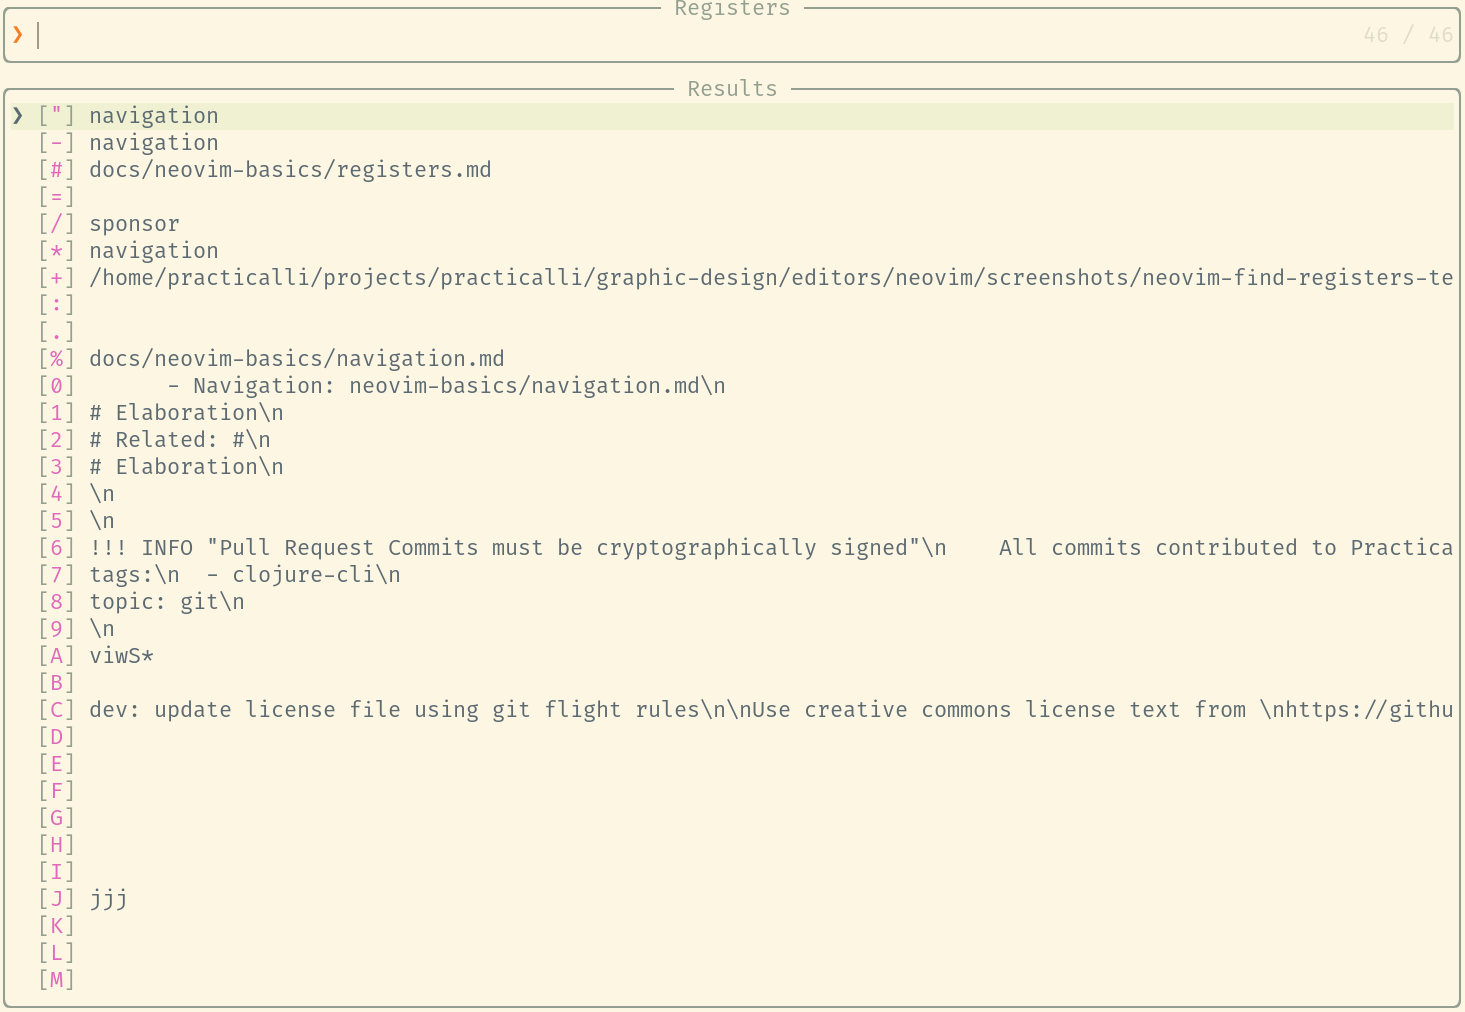 Registers
❯ 46 / 46
Results
❯ ["] navigation
[-] navigation
[#] docs/neovim-basics/registers.md
[=]
[/] sponsor
[*] navigation
[+] /home/practicalli/projects/practicalli/graphic-design/editors/neovim/screenshots/neovim-find-registers-te
[:]
[.]
[%] docs/neovim-basics/navigation.md
[0]       - Navigation: neovim-basics/navigation.md\n
[1] # Elaboration\n
[2] # Related: #\n
[3] # Elaboration\n
[4] \n
[5] \n
[6] !!! INFO "Pull Request Commits must be cryptographically signed"\n    All commits contributed to Practica
[7] tags:\n  - clojure-cli\n
[8] topic: git\n
[9] \n
[A] viwS*
[B]
[C] dev: update license file using git flight rules\n\nUse creative commons license text from \nhttps://githu
[D]
[E]
[F]
[G]
[H]
[I]
[J] jjj
[K]
[L]
[M]